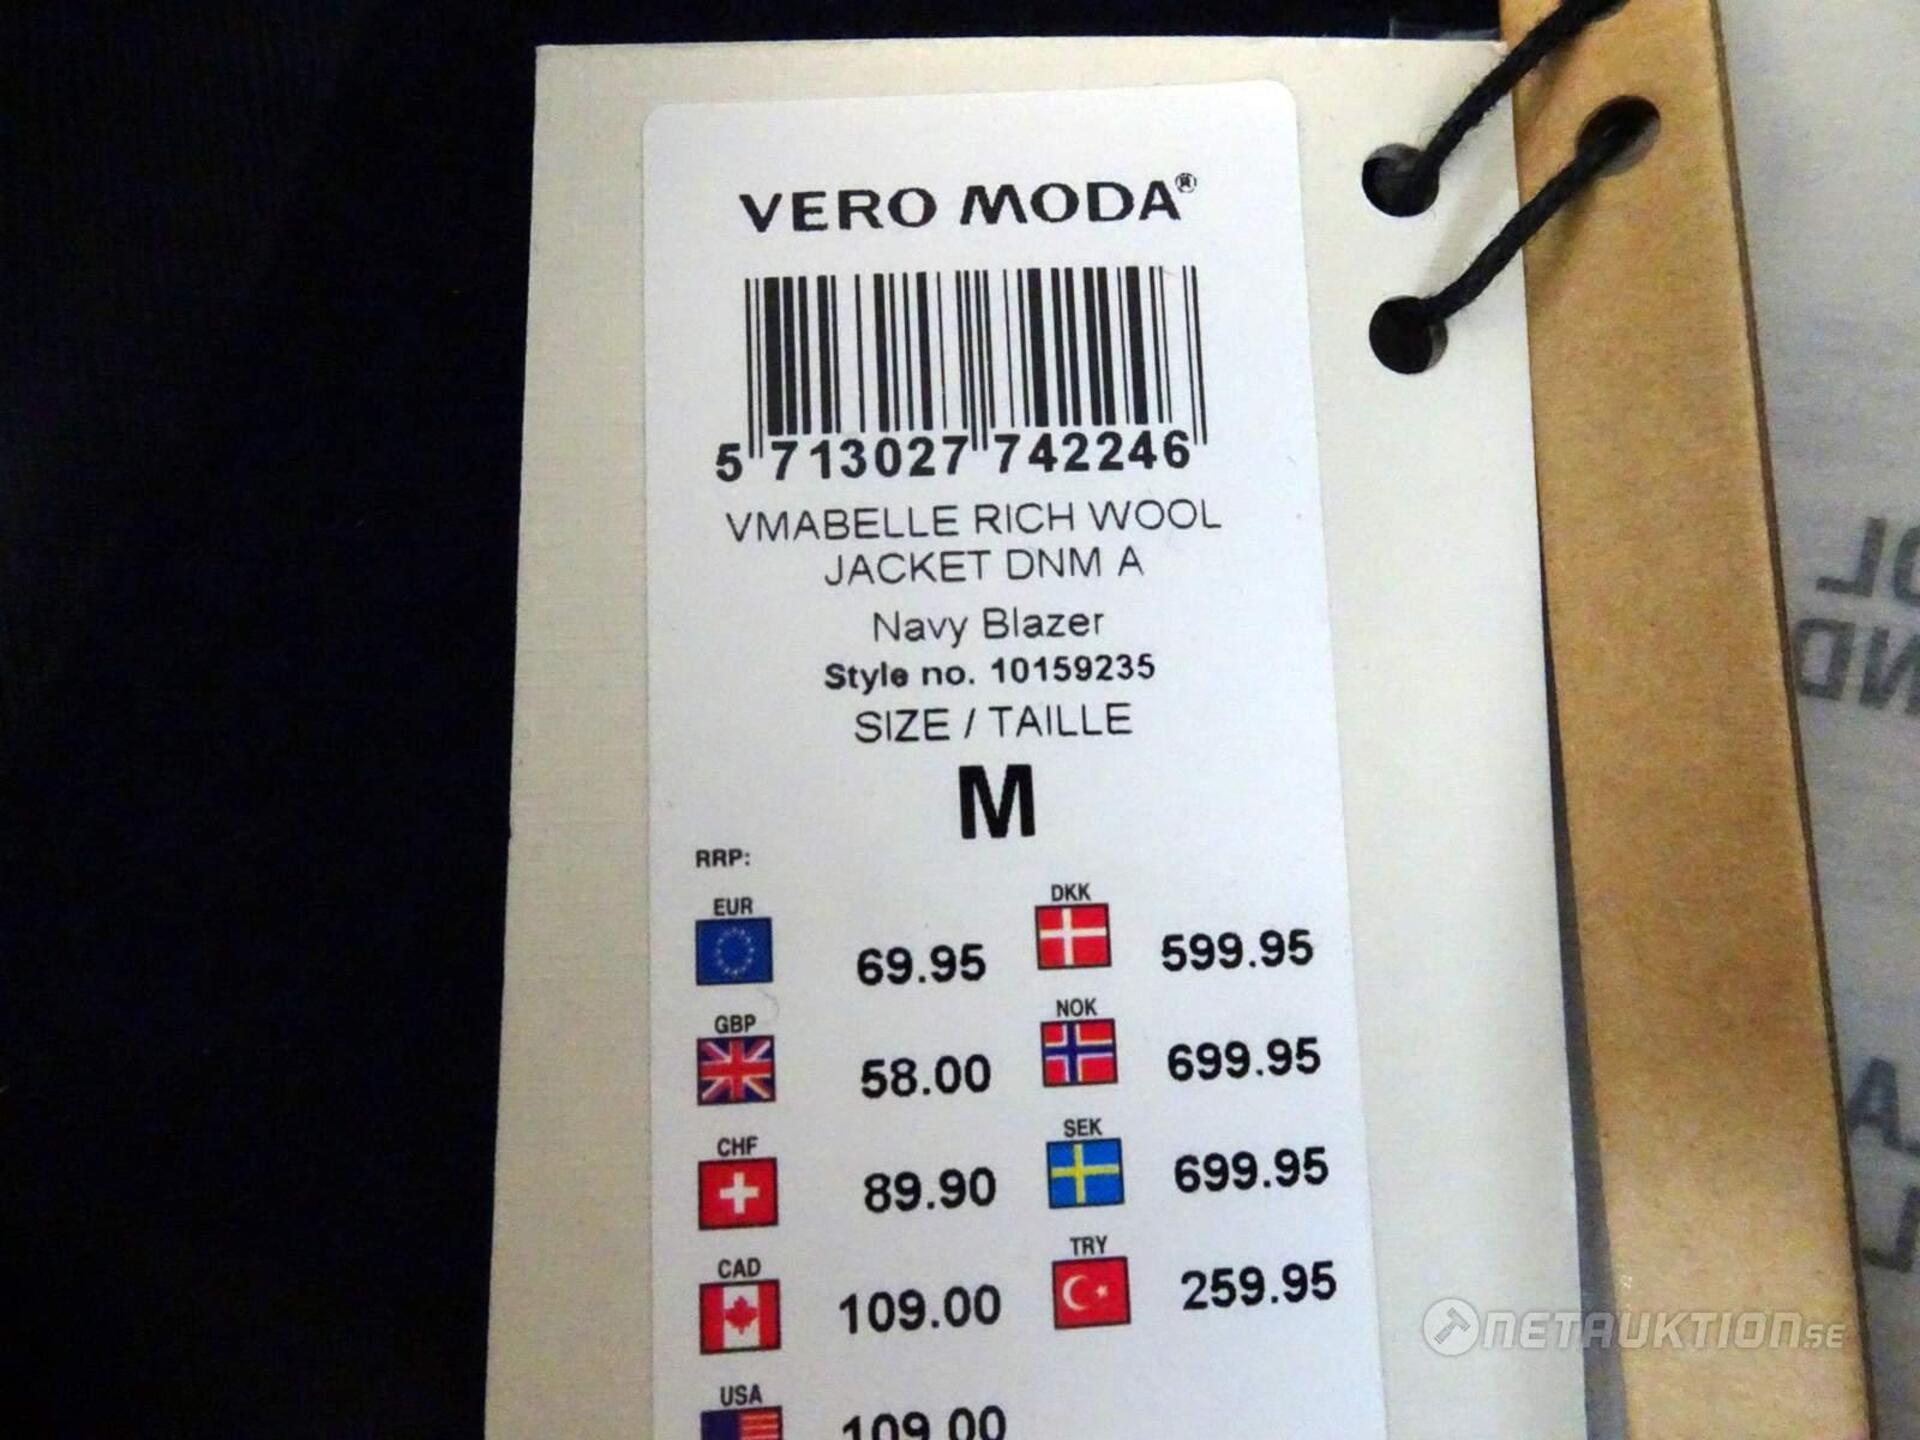 VERO MODA®
5 713027 742246
VMABELLE RICH WOOL
JACKET DNM A
Navy Blazer
Style no. 10159235
SIZE / TAILLE
M
RRP:
EUR 69.95 DKK 599.95
GBP 58.00 NOK 699.95
CHF 89.90 SEK 699.95
CAD 109.00 TRY 259.95
USA 109.00
NETAUKTION.SE